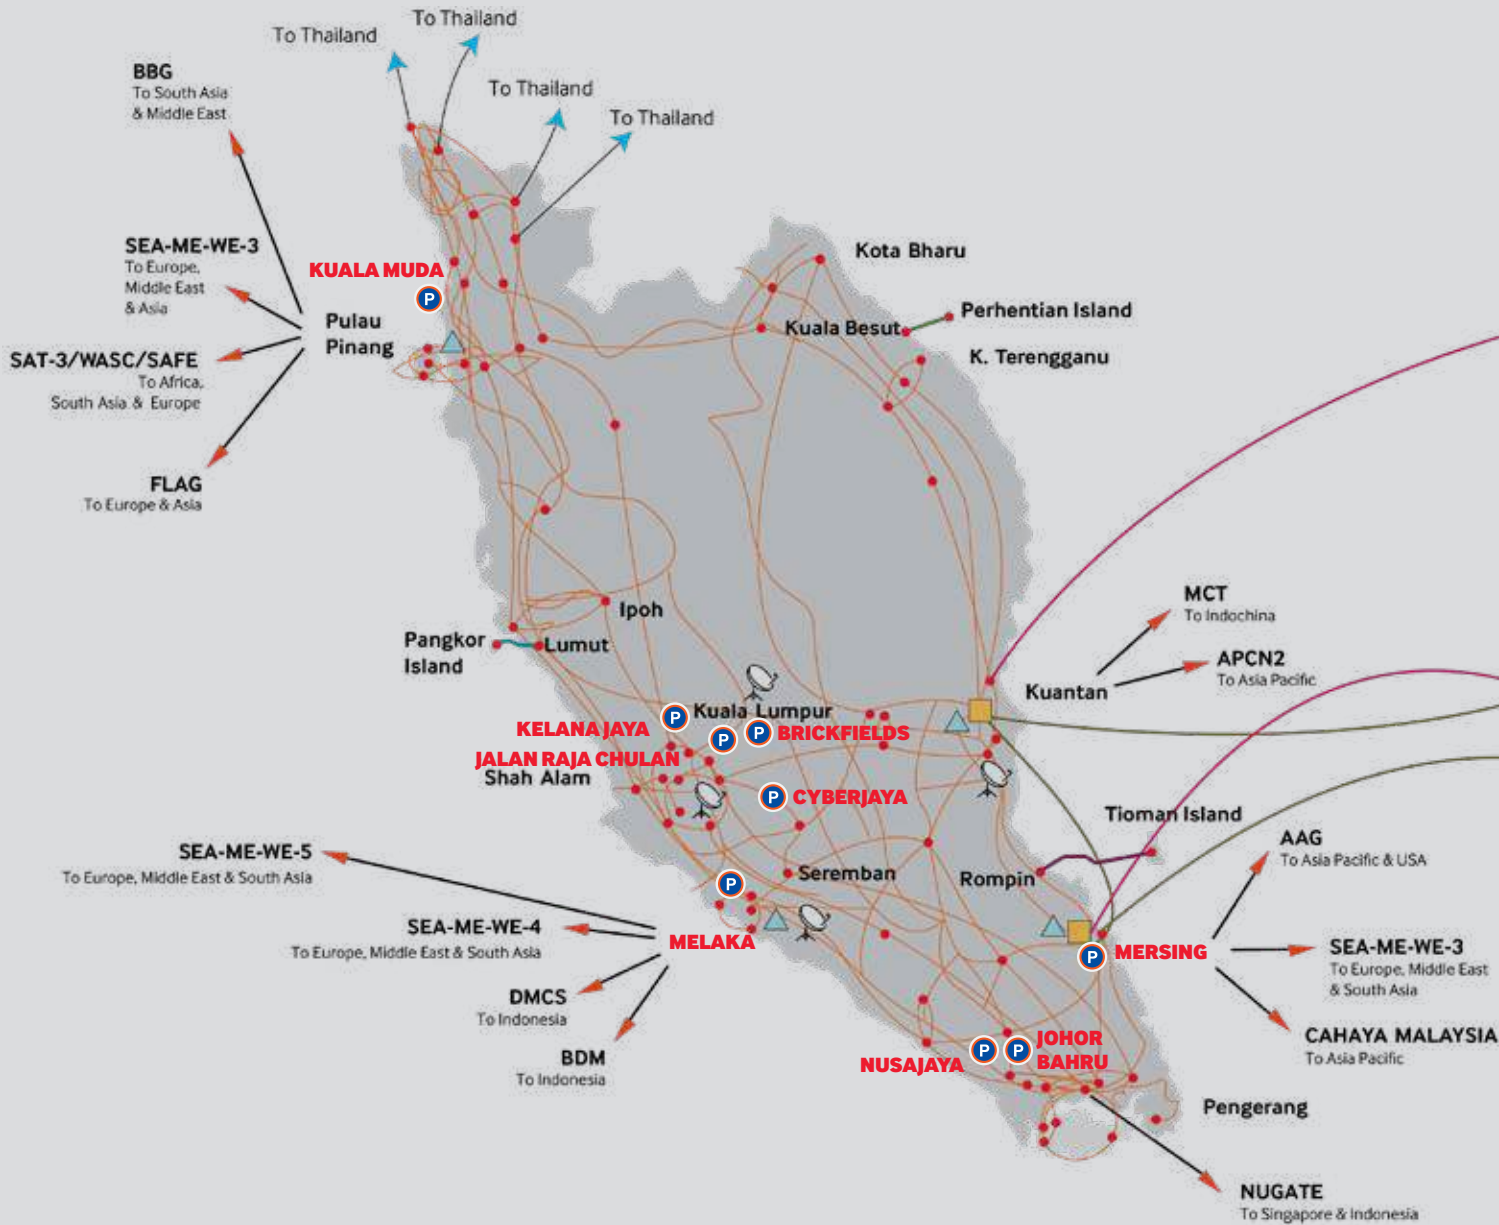 To Thailand
To Thailand
To Thailand
To Thailand
BBG
To South Asia
& Middle East
SEA-ME-WE-3
To Europe,
Middle East
& Asia
KUALA MUDA
P
Pulau
Pinang
SAT-3/WASC/SAFE
To Africa,
South Asia & Europe
FLAG
To Europe & Asia
Kota Bharu
Perhentian Island
Kuala Besut
K. Terengganu
Ipoh
Pangkor
Island
Lumut
MCT
To Indochina
APCN2
To Asia Pacific
Kuantan
Kuala Lumpur
KELANA JAYA
P
P
P
BRICKFIELDS
JALAN RAJA CHULAN
Shah Alam
P
CYBERJAYA
Tioman Island
Rompin
Seremban
P
MELAKA
SEA-ME-WE-5
To Europe, Middle East & South Asia
SEA-ME-WE-4
To Europe, Middle East & South Asia
DMCS
To Indonesia
BDM
To Indonesia
AAG
To Asia Pacific & USA
P
MERSING
SEA-ME-WE-3
To Europe, Middle East
& South Asia
CAHAYA MALAYSIA
To Asia Pacific
NUSAJAYA
P
P
JOHOR
BAHRU
Pengerang
NUGATE
To Singapore & Indonesia